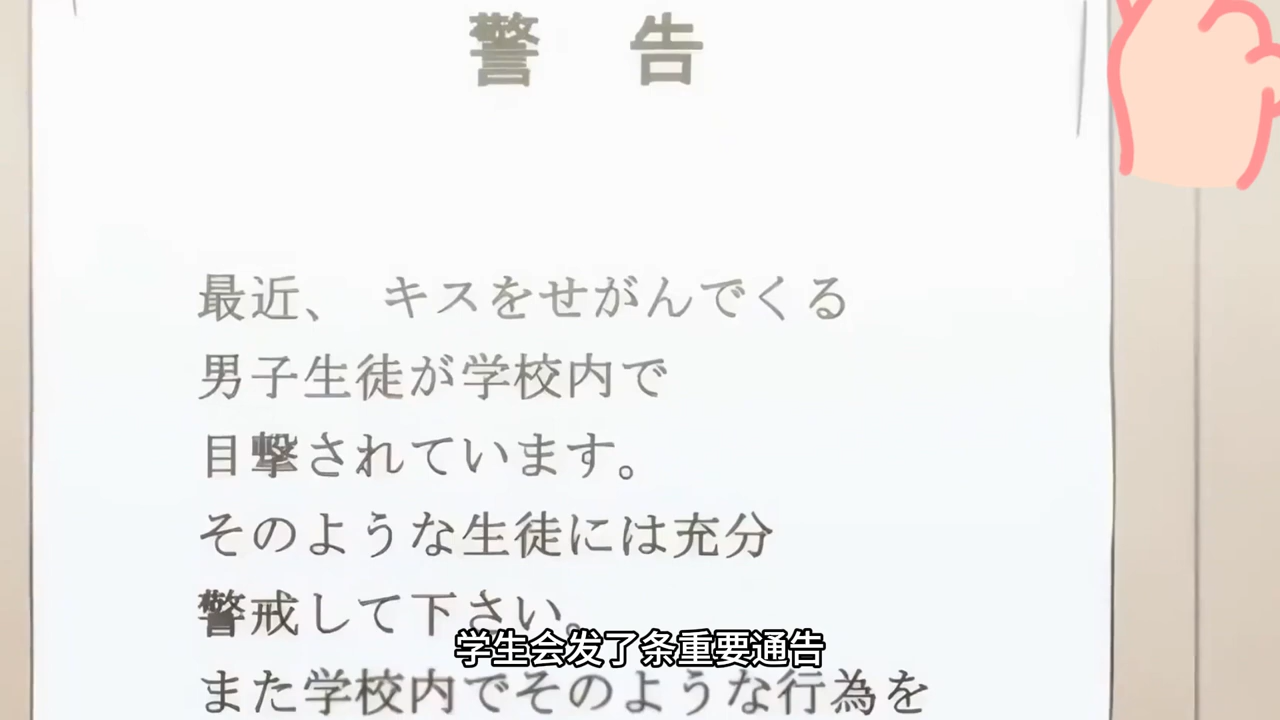 警 告
最近、 キスをせがんでくる
男子生徒が学校内で
目撃されています。
そのような生徒には充分
警戒して下さい。
学生会发了条重要通告
また学校内でそのような行為を